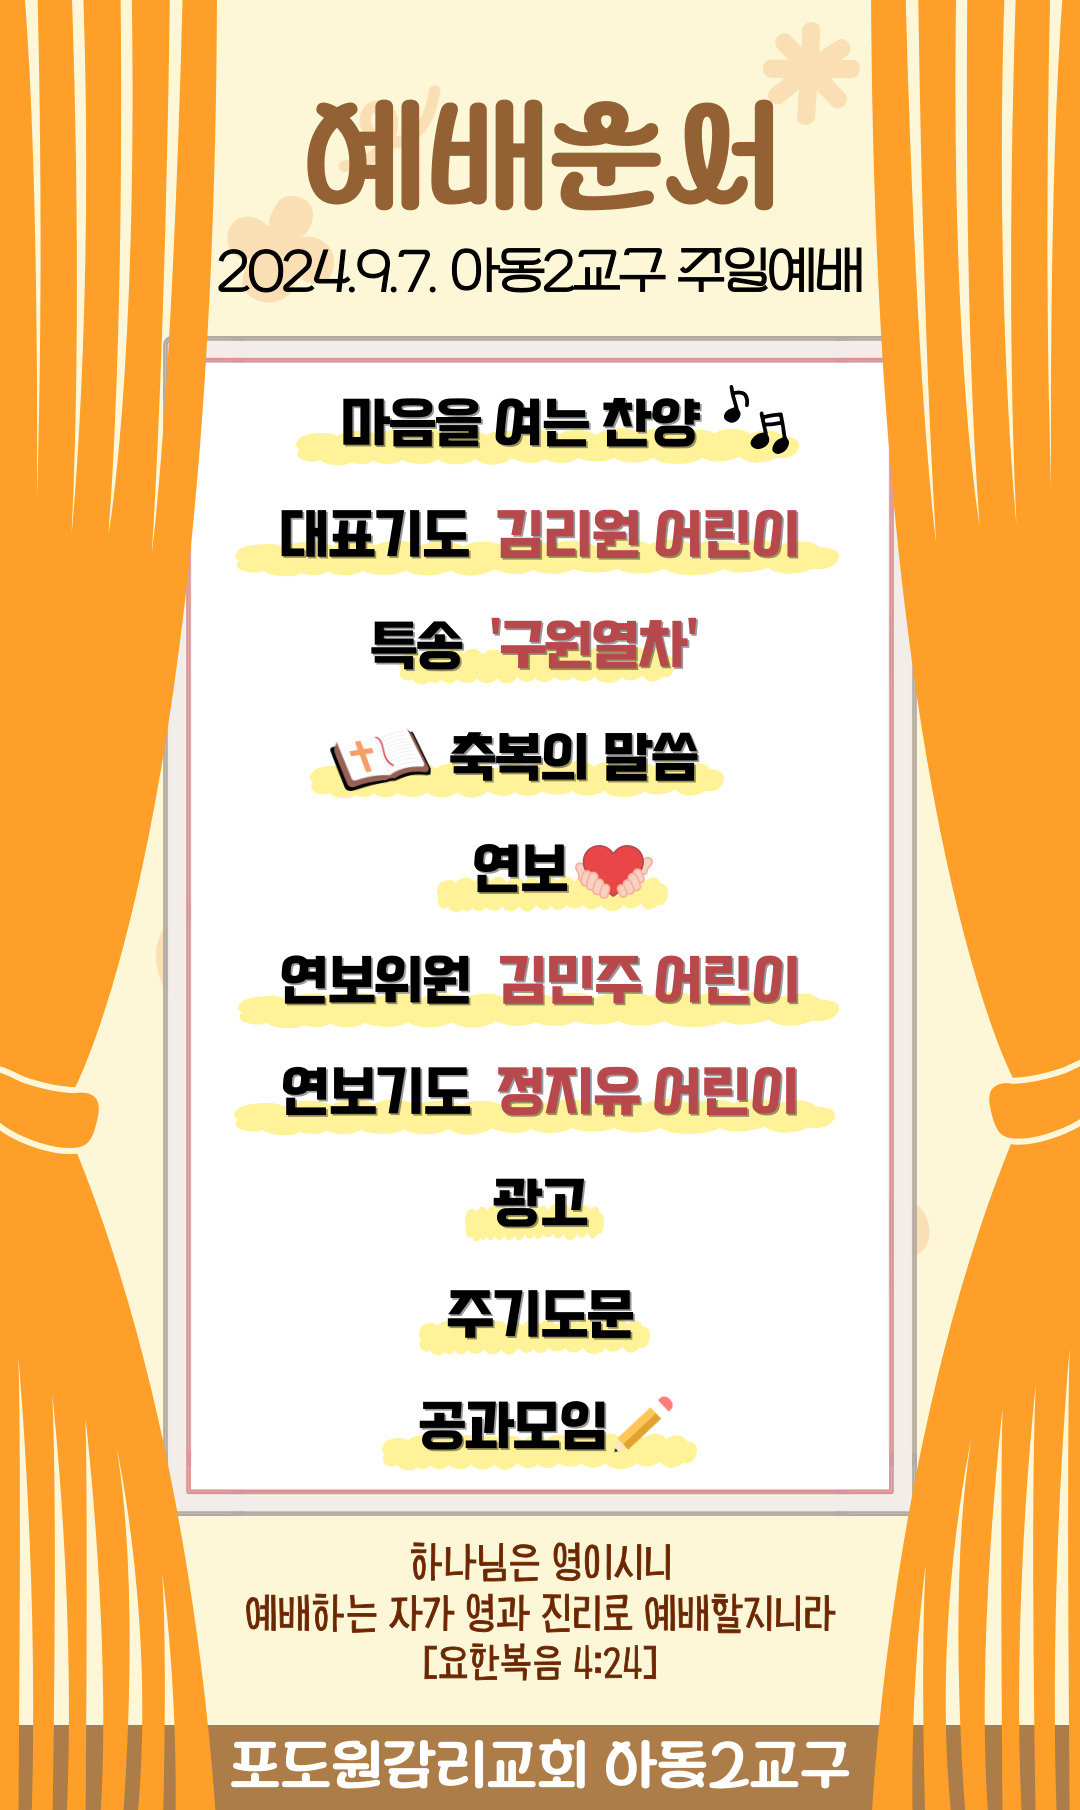 예배순서
2024.9.7. 아동2교구 주일예배
마음을 여는 찬양
대표기도 김리원 어린이
특송 '구원열차'
축복의 말씀
연보
연보위원 김민주 어린이
연보기도 정지유 어린이
광고
주기도문
공과모임
하나님은 영이시니
예배하는 자가 영과 진리로 예배할지니라
[요한복음 4:24]
포도원감리교회 아동2교구